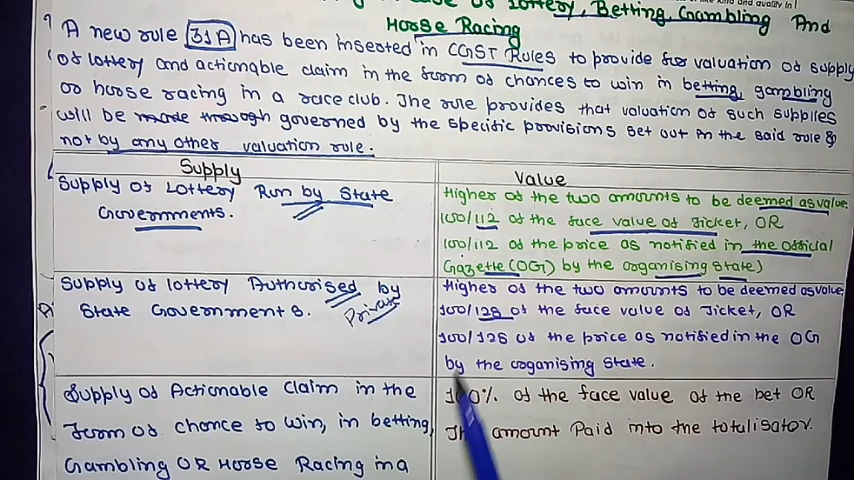 of Lottery, Betting, Gambling And
Horse Racing
A new rule 31A has been inserted in CGST Rules to provide for valuation of supply
of lottery and actionable claim in the form of chances to win in betting, gambling
or horse racing in a race club. The rule provides that valuation of such supplies
will be made through governed by the specific provisions set out in the said rule &
not by any other valuation rule.
Supply
Value
Supply of Lottery Run by State
Governments.
Higher of the two amounts to be deemed as value.
100/112 of the face value of Ticket, OR
100/112 of the price as notified in the Official
Gazette (OG) by the organising state)
Supply of lottery Authorised by
State Governments.
Private
Higher of the two amounts to be deemed as value
100/128 of the face value of Ticket, OR
100/128 of the price as notified in the OG
by the organising state.
Supply of Actionable Claim in the
Form of chance to win, in betting,
Gambling OR Horse Racing in a
100% of the face value of the bet OR
amount Paid into the totalisator.